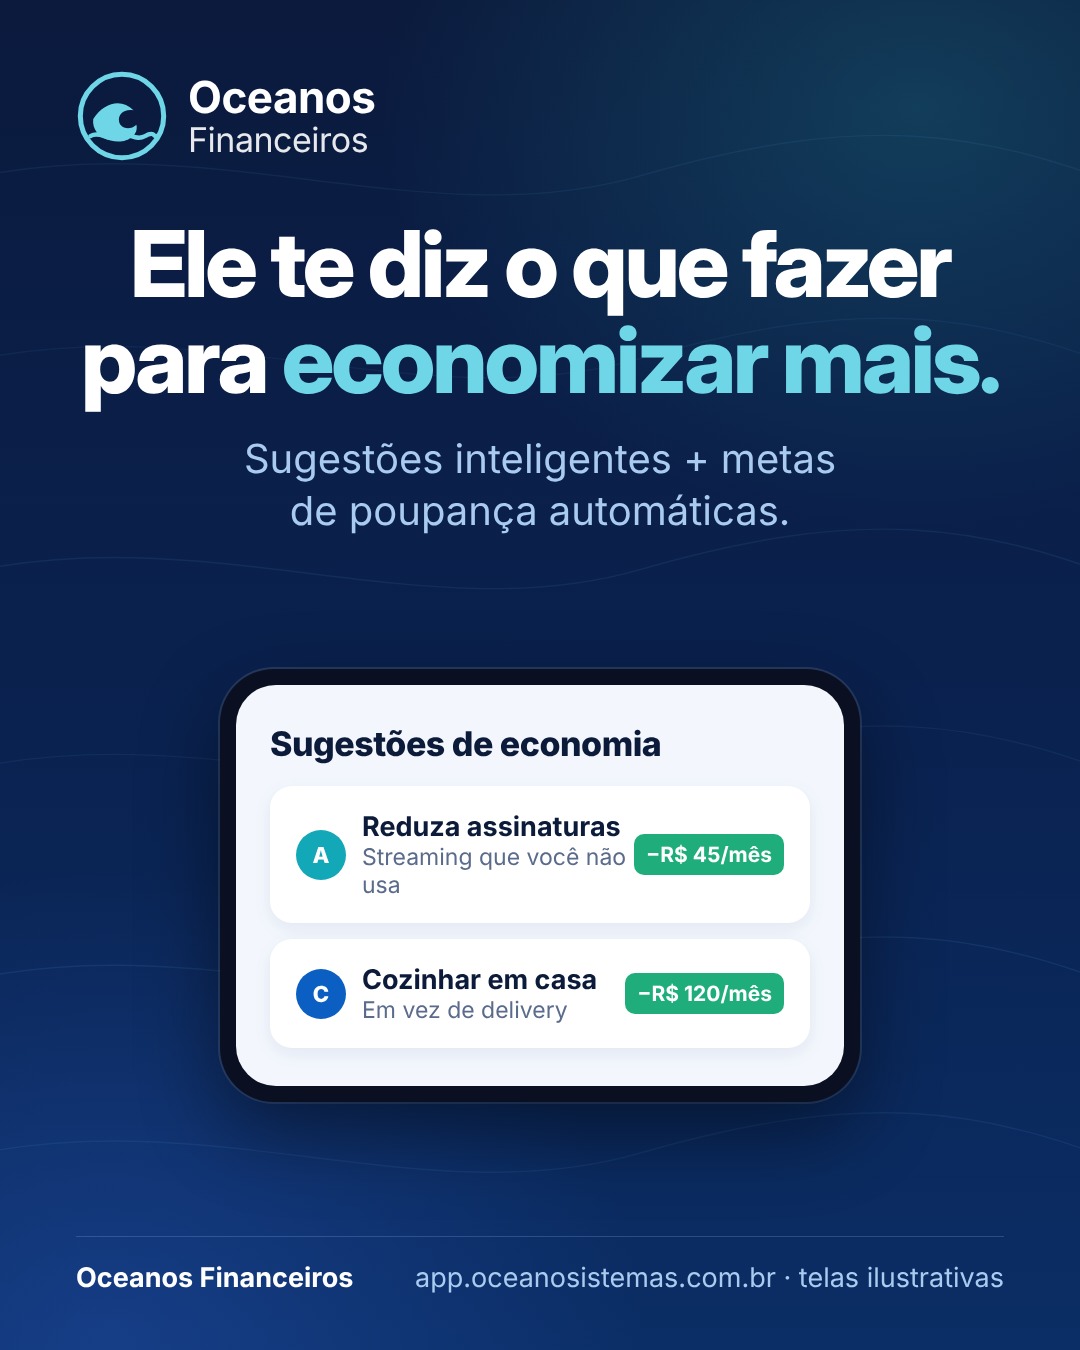 Oceanos
Financeiros
Ele te diz o que fazer
para economizar mais.
Sugestões inteligentes + metas
de poupança automáticas.
Sugestões de economia
A
Reduza assinaturas
Streaming que você não
usa
−R$ 45/mês
C
Cozinhar em casa
Em vez de delivery
−R$ 120/mês
Oceanos Financeiros
app.oceanosistemas.com.br · telas ilustrativas